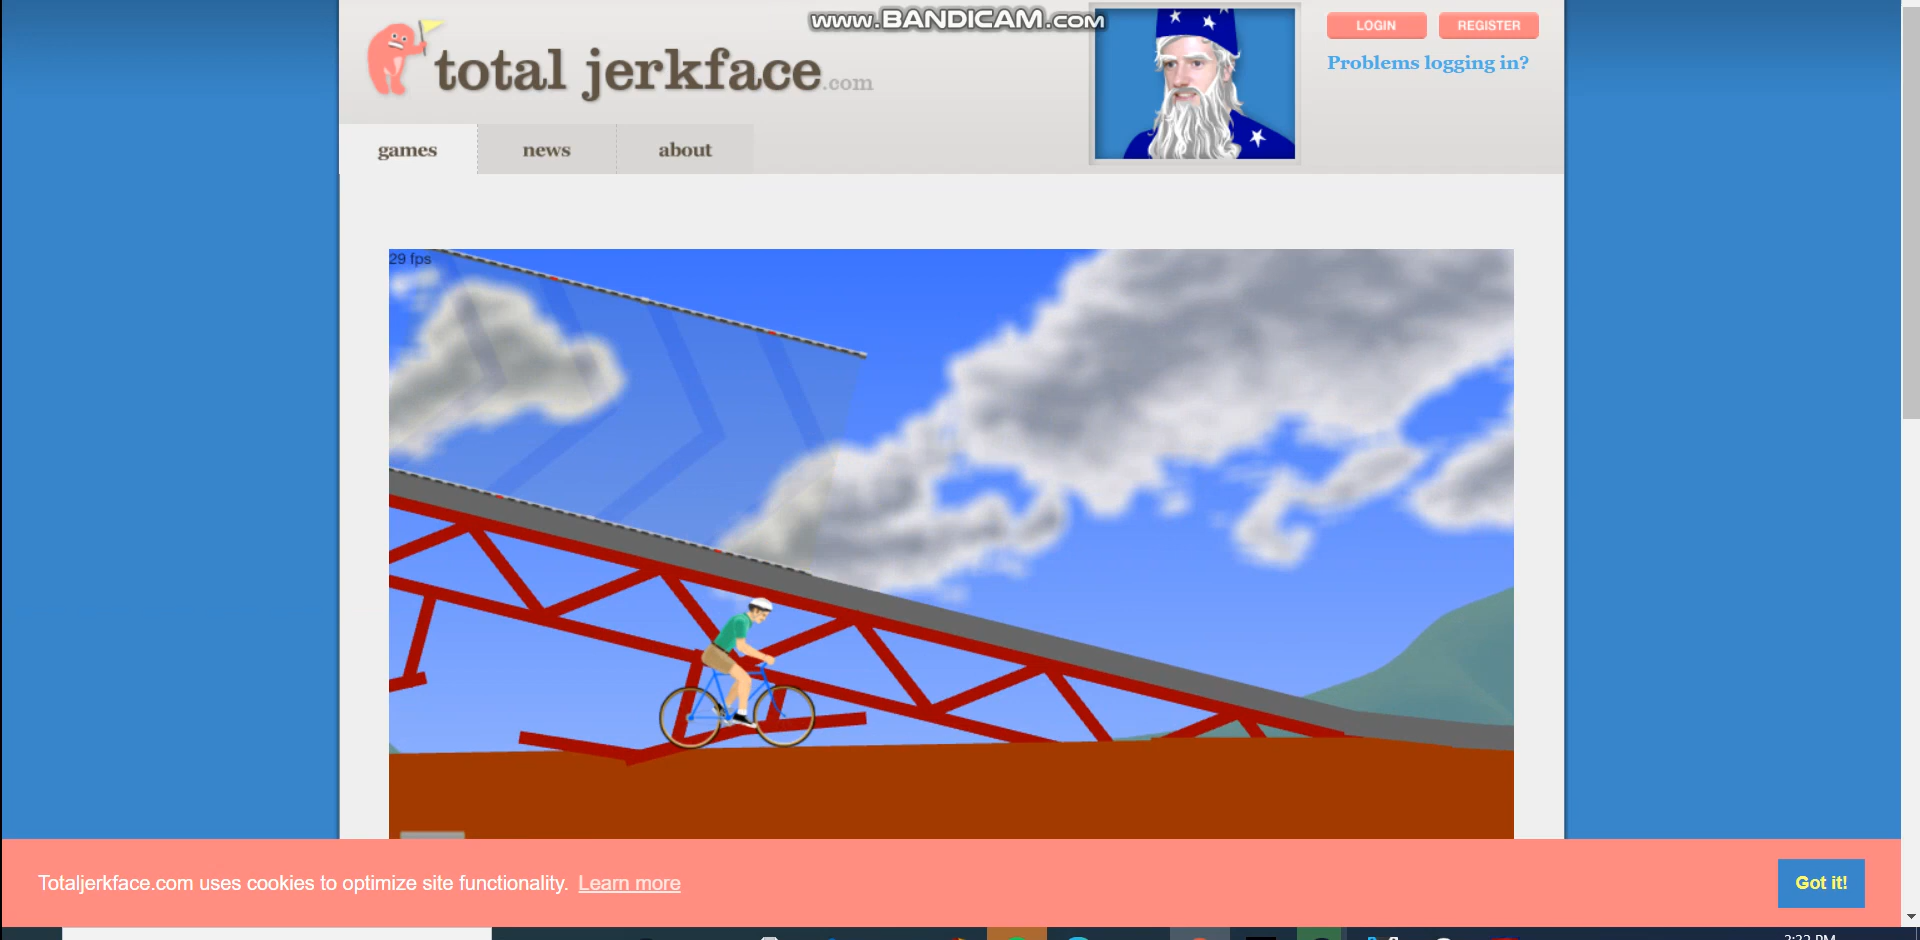 www.BANDICAM.com
total jerkface.com
LOGIN
REGISTER
Problems logging in?
games
news
about
29 fps
Totaljerkface.com uses cookies to optimize site functionality. Learn more
Got it!